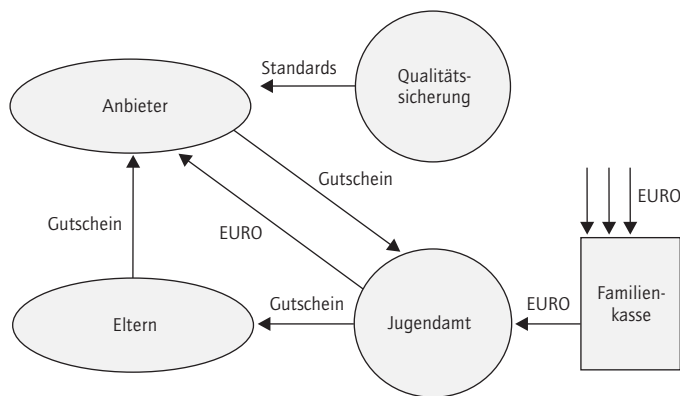 Standards
Qualitäts-
sicherung
Anbieter
Gutschein
EURO
Gutschein
EURO
Familien-
kasse
Gutschein
EURO
Eltern
Jugendamt